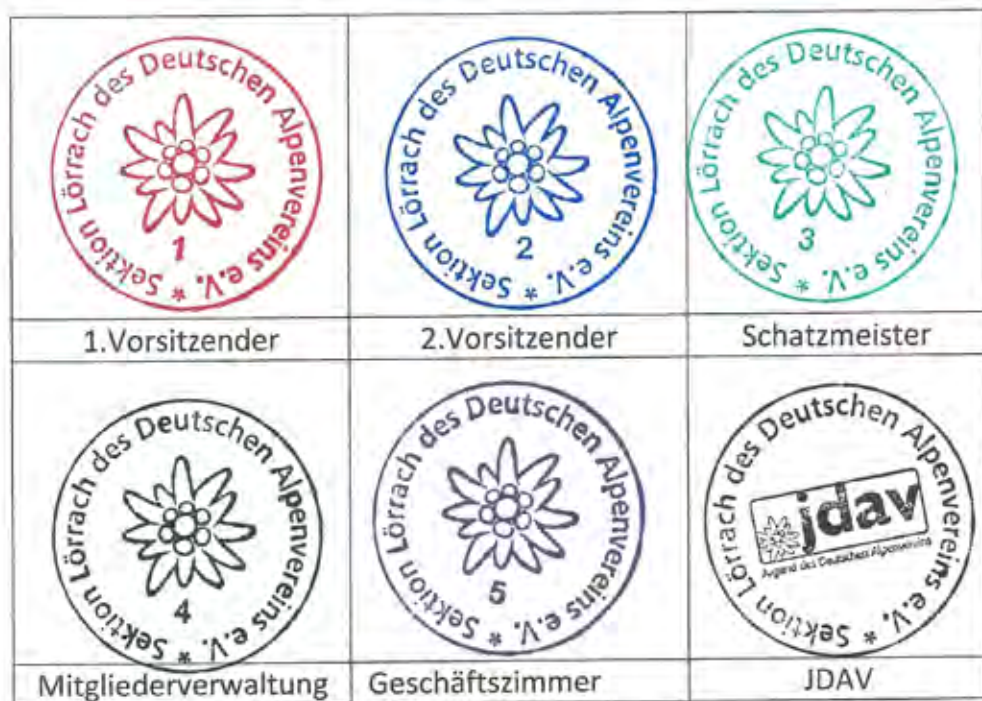 Sektion Lörrach des Deutschen Alpenvereins e.V. *
1
Sektion Lörrach des Deutschen Alpenvereins e.V. *
2
Sektion Lörrach des Deutschen Alpenvereins e.V. *
3
1.Vorsitzender
2.Vorsitzender
Schatzmeister
Sektion Lörrach des Deutschen Alpenvereins e.V. *
4
Sektion Lörrach des Deutschen Alpenvereins e.V. *
5
Sektion Lörrach des Deutschen Alpenvereins e.V. *
jdav
Jugend des Deutschen Alpenvereins
Mitgliederverwaltung
Geschäftszimmer
JDAV